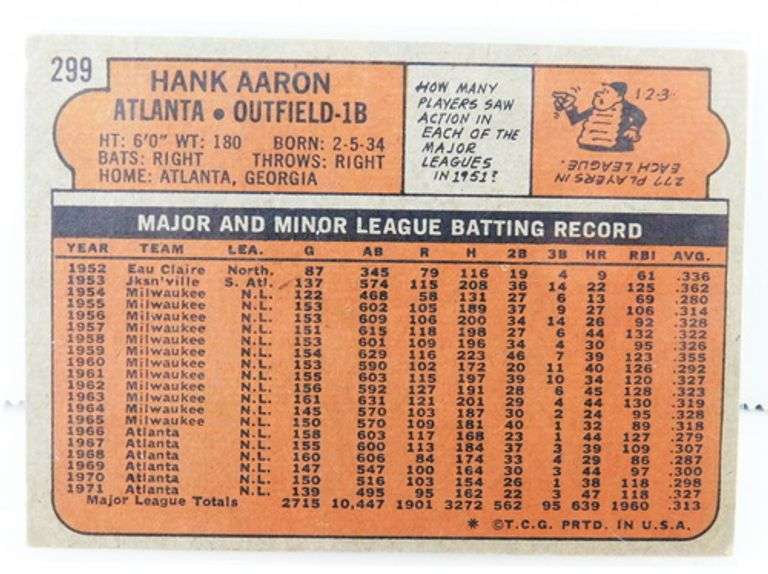 299
HANK AARON
ATLANTA • OUTFIELD-1B
HT: 6'0" WT: 180 BORN: 2-5-34
BATS: RIGHT THROWS: RIGHT
HOME: ATLANTA, GEORGIA
HOW MANY
PLAYERS SAW
ACTION IN
EACH OF THE
MAJOR
LEAGUES
IN 1951?
1-2-3-
277 PLAYERS IN
EACH LEAGUE.
MAJOR AND MINOR LEAGUE BATTING RECORD
YEAR TEAM LEA. G AB R H 2B 3B HR RBI AVG.
1952 Eau Claire North. 87 345 79 116 19 4 9 61 .336
1953 Jksn'ville S. Atl. 137 574 115 208 36 14 22 125 .362
1954 Milwaukee N.L. 122 468 58 131 27 6 13 69 .280
1955 Milwaukee N.L. 153 602 105 189 37 9 27 106 .314
1956 Milwaukee N.L. 153 609 106 200 34 14 26 92 .328
1957 Milwaukee N.L. 151 615 118 198 27 6 44 132 .322
1958 Milwaukee N.L. 153 601 109 196 34 4 30 95 .326
1959 Milwaukee N.L. 154 629 116 223 46 7 39 123 .355
1960 Milwaukee N.L. 153 590 102 172 20 11 40 126 .292
1961 Milwaukee N.L. 155 603 115 197 39 10 34 120 .327
1962 Milwaukee N.L. 156 592 127 191 28 6 45 128 .323
1963 Milwaukee N.L. 161 631 121 201 29 4 44 130 .319
1964 Milwaukee N.L. 145 570 103 187 30 2 24 95 .328
1965 Milwaukee N.L. 150 570 109 181 40 1 32 89 .318
1966 Atlanta N.L. 158 603 117 168 23 1 44 127 .279
1967 Atlanta N.L. 155 600 113 184 37 3 39 109 .307
1968 Atlanta N.L. 160 606 84 174 33 4 29 86 .287
1969 Atlanta N.L. 147 547 100 164 30 3 44 97 .300
1970 Atlanta N.L. 150 516 103 154 26 1 38 118 .298
1971 Atlanta N.L. 139 495 95 162 22 3 47 118 .327
Major League Totals 2715 10,447 1901 3272 562 95 639 1960 .313
* ©T.C.G. PRTD. IN U.S.A.